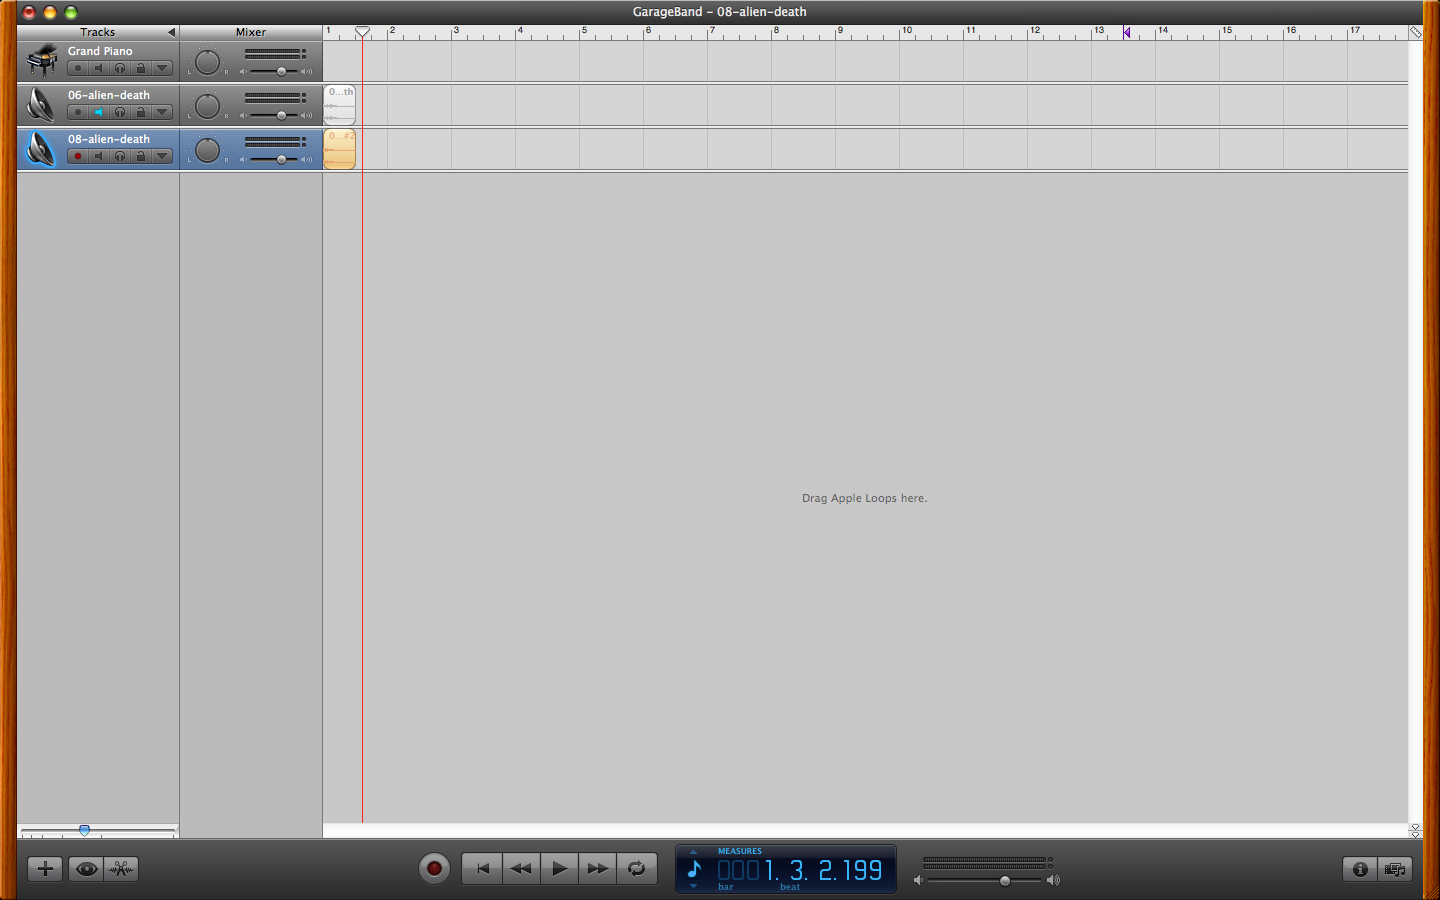 GarageBand – 08-alien-death
Tracks Mixer 1 2 3 4 5 6 7 8 9 10 11 12 13 14 15 16 17
Grand Piano
L R
06-alien-death 0...th
L R
08-alien-death 0...#2
L R
Drag Apple Loops here.
MEASURES
0001. 3. 2.199
bar beat